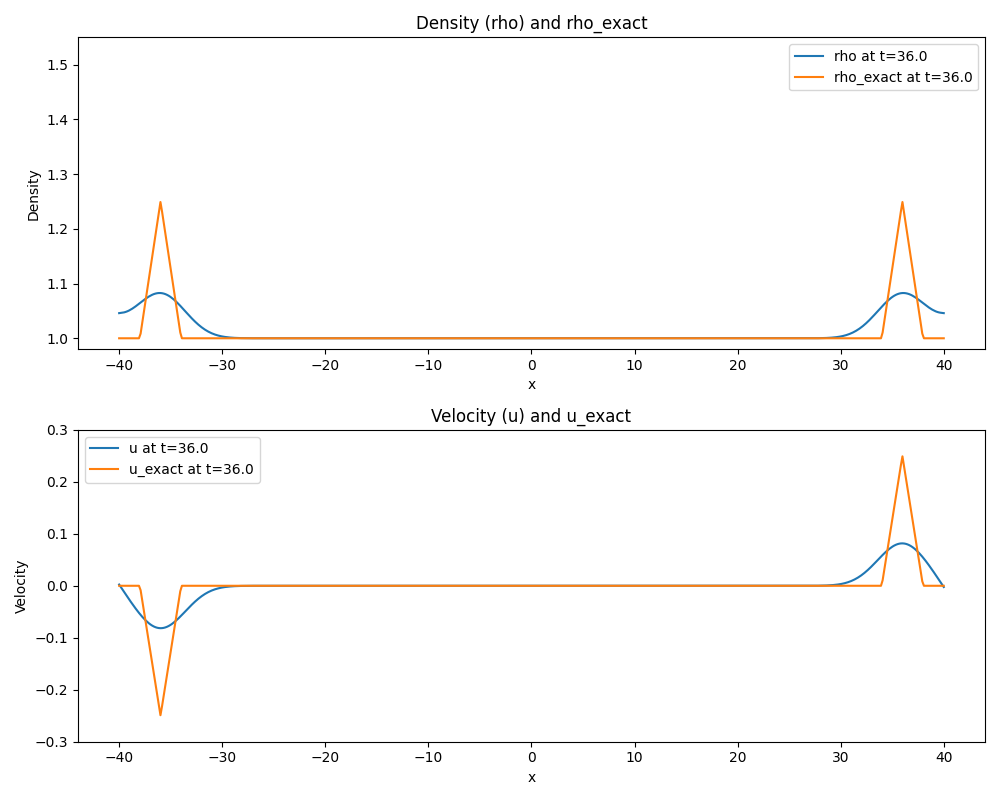 Density (rho) and rho_exact
1.5
1.4
1.3
1.2
1.1
1.0
Density
rho at t=36.0
rho_exact at t=36.0
−40 −30 −20 −10 0 10 20 30 40
x
Velocity (u) and u_exact
0.3
0.2
0.1
0.0
−0.1
−0.2
−0.3
Velocity
u at t=36.0
u_exact at t=36.0
−40 −30 −20 −10 0 10 20 30 40
x